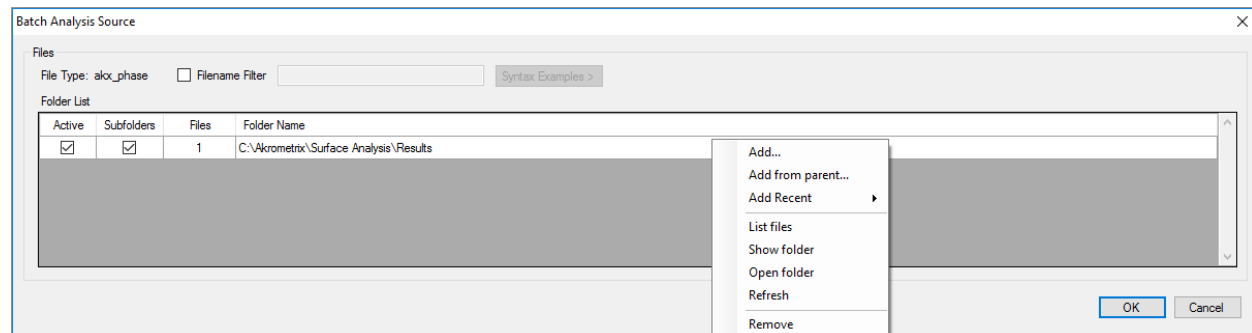 Batch Analysis Source
Files
File Type: akx_phase Filename Filter Syntax Examples >
Folder List
Active Subfolders Files Folder Name
1 C:\Akrometrix\Surface Analysis\Results
Add...
Add from parent...
Add Recent
List files
Show folder
Open folder
Refresh
Remove
OK Cancel